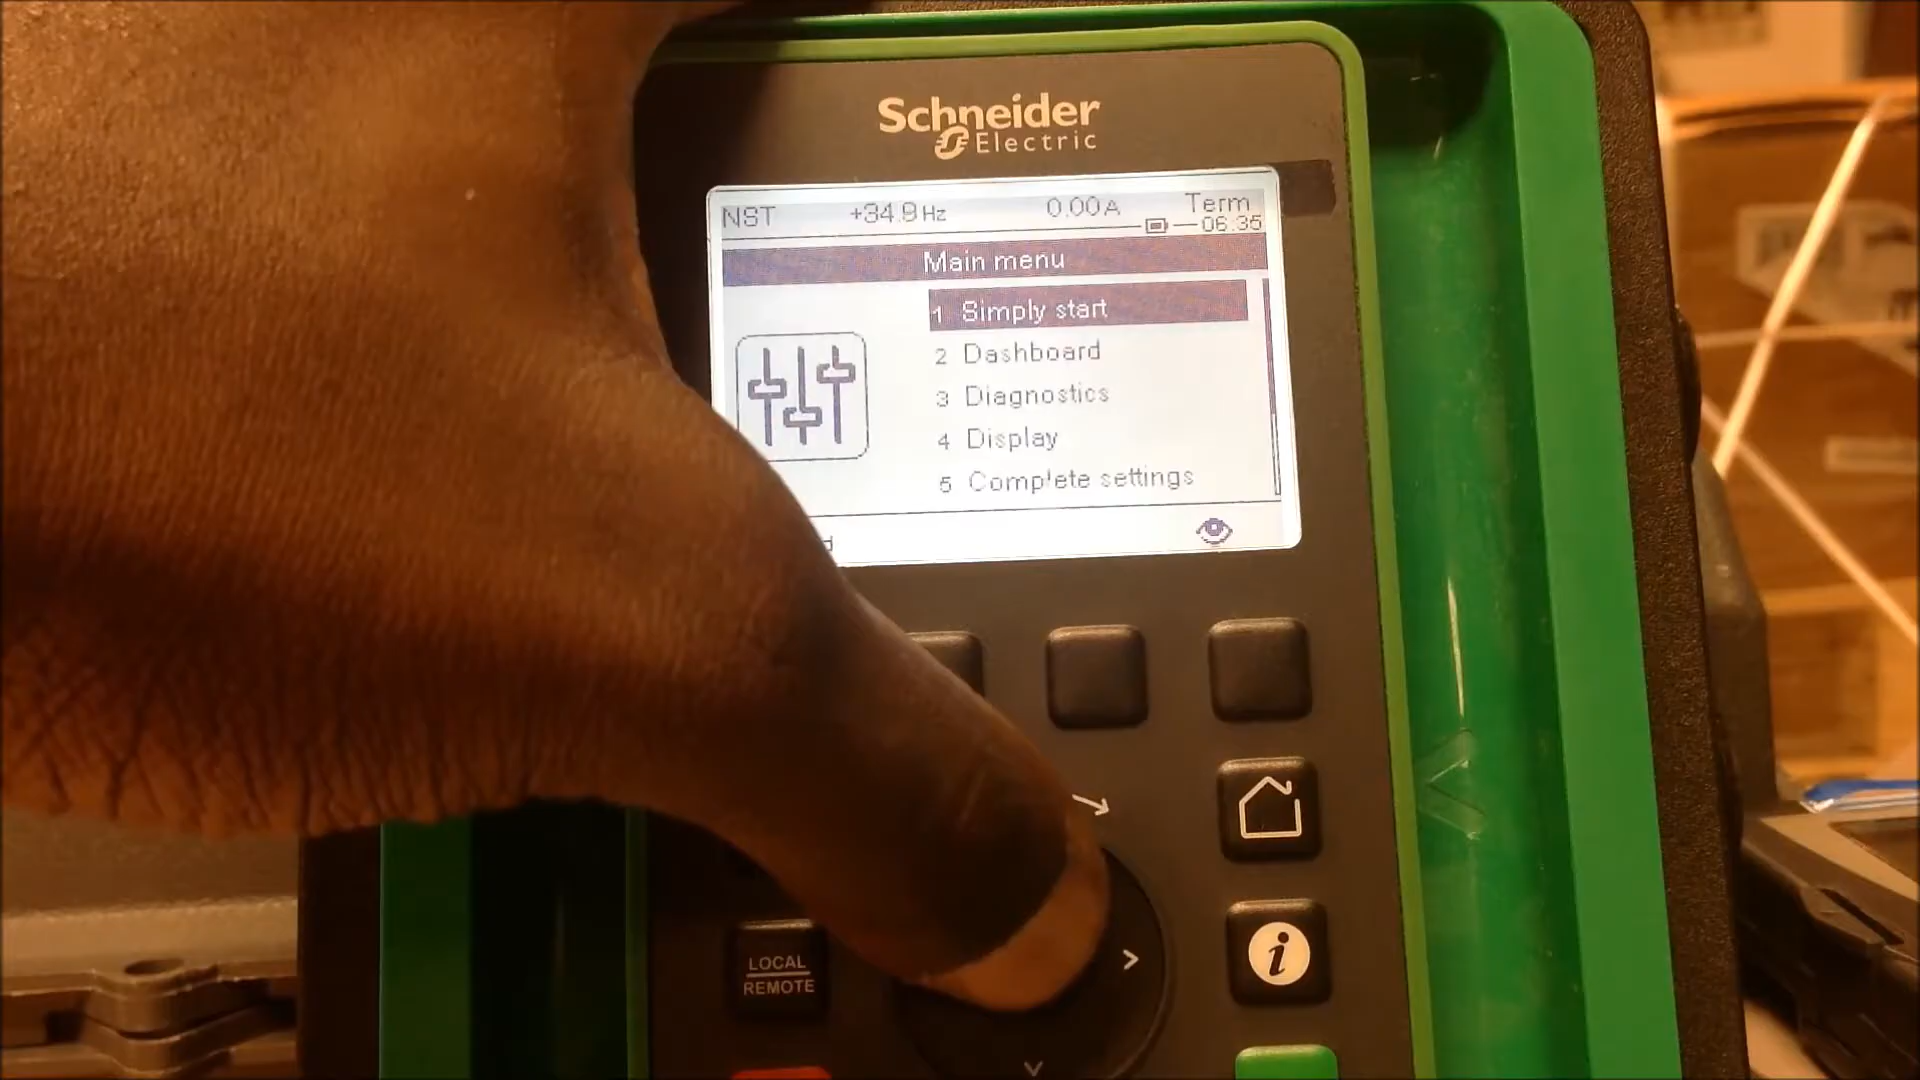 Schneider
Electric
NST +34.9 Hz 0.00A Term
06:35
Main menu
1 Simply start
2 Dashboard
3 Diagnostics
4 Display
5 Complete settings
LOCAL
REMOTE
i